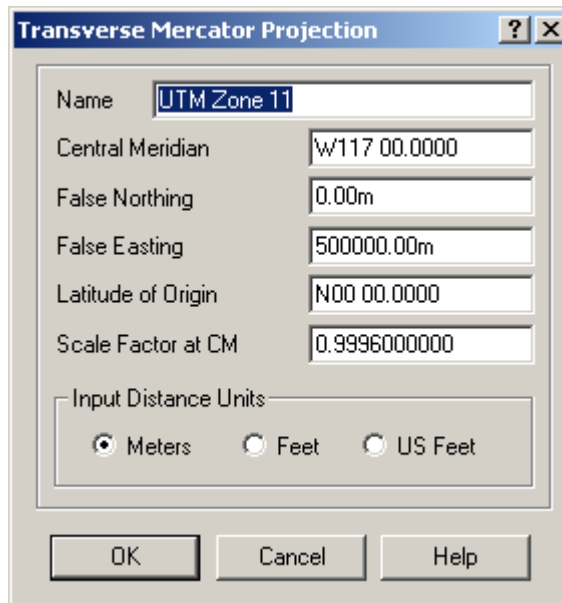 Transverse Mercator Projection ? X
Name UTM Zone 11
Central Meridian W117 00.0000
False Northing 0.00m
False Easting 500000.00m
Latitude of Origin N00 00.0000
Scale Factor at CM 0.9996000000
Input Distance Units
Meters Feet US Feet
OK Cancel Help